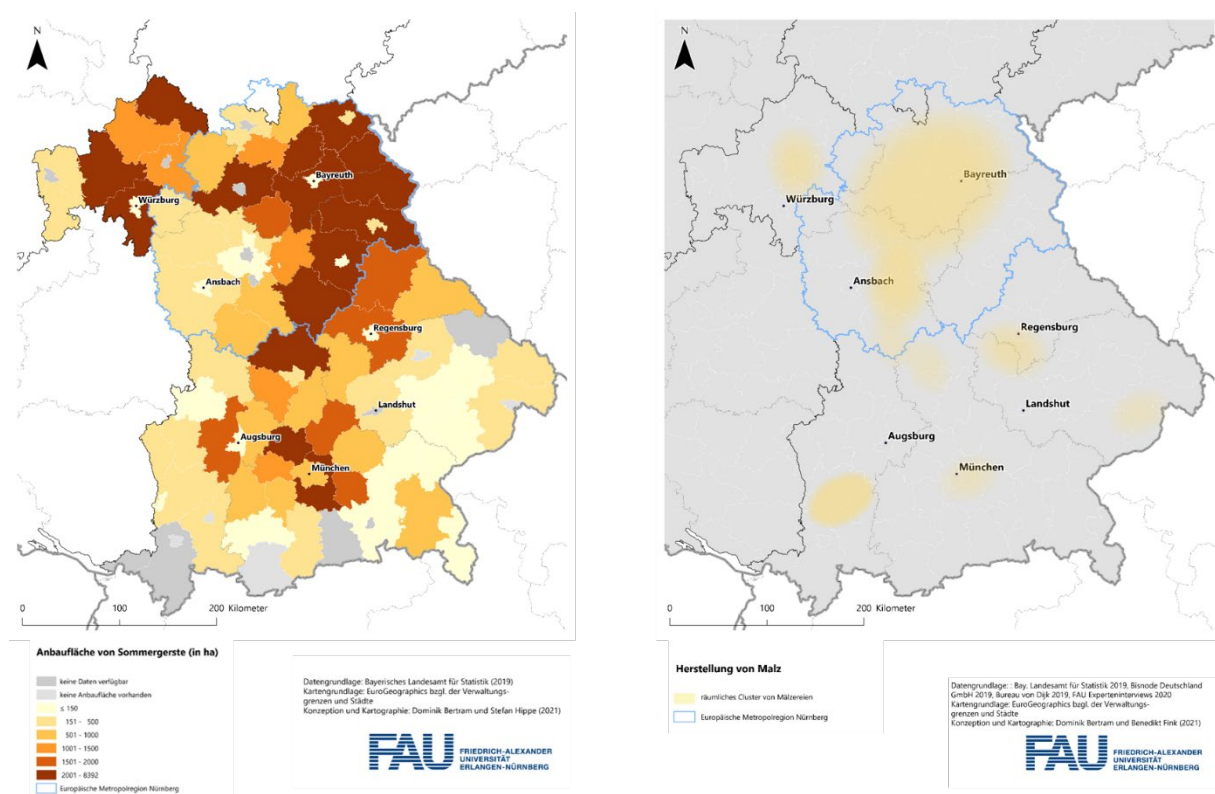 N
Bayreuth
Würzburg
Ansbach
Regensburg
Landshut
Augsburg
München
0 100 200 Kilometer
Anbaufläche von Sommergerste (in ha)
keine Daten verfügbar
keine Anbaufläche vorhanden
≤ 150
151 - 500
501 - 1000
1001 - 1500
1501 - 2000
2001 - 8392
Europäische Metropolregion Nürnberg
Datengrundlage: Bayerisches Landesamt für Statistik (2019)
Kartengrundlage: EuroGeographics bzgl. der Verwaltungs-
grenzen und Städte
Konzeption und Kartographie: Dominik Bertram und Stefan Hippe (2021)
FAU FRIEDRICH-ALEXANDER
UNIVERSITÄT
ERLANGEN-NÜRNBERG
N
Bayreuth
Würzburg
Ansbach
Regensburg
Landshut
Augsburg
München
0 100 200 Kilometer
Herstellung von Malz
räumliches Cluster von Mälzereien
Europäische Metropolregion Nürnberg
Datengrundlage: : Bay. Landesamt für Statistik 2019, Bisnode Deutschland
GmbH 2019, Bureau von Dijk 2019, FAU Experteninterviews 2020
Kartengrundlage: EuroGeographics bzgl. der Verwaltungs-
grenzen und Städte
Konzeption und Kartographie: Dominik Bertram und Benedikt Fink (2021)
FAU FRIEDRICH-ALEXANDER
UNIVERSITÄT
ERLANGEN-NÜRNBERG